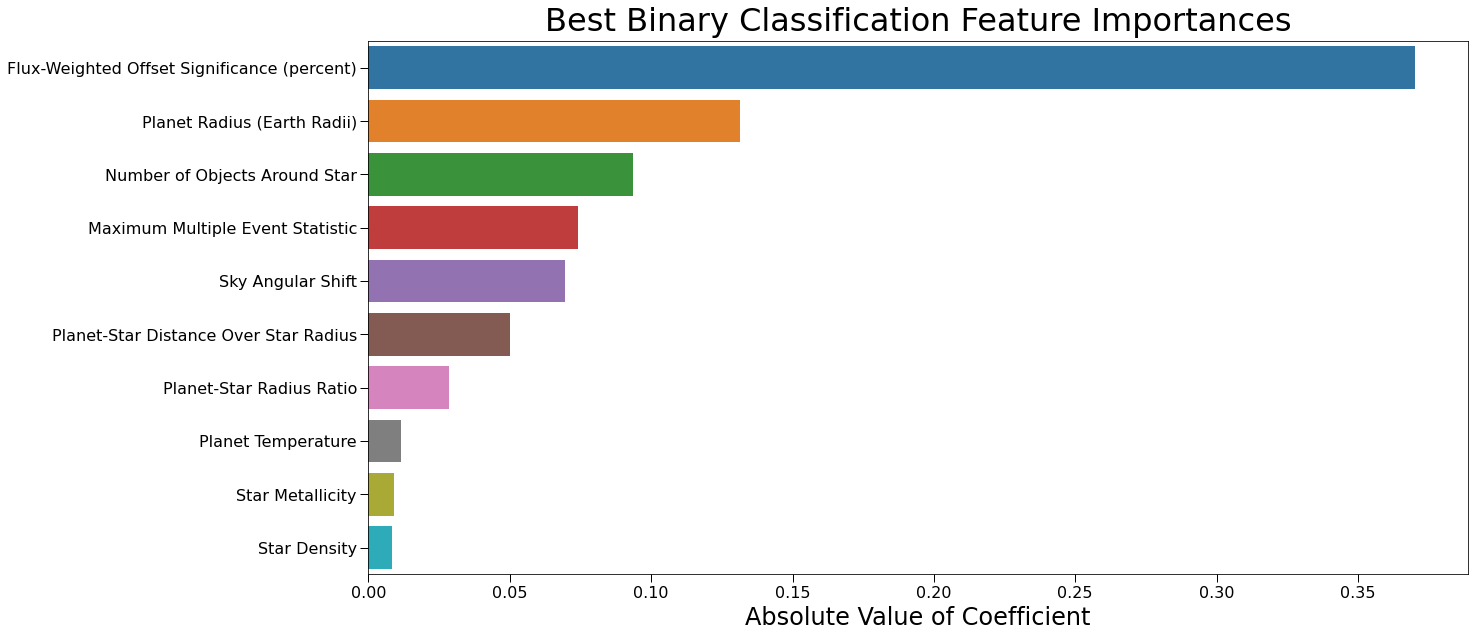 Best Binary Classification Feature Importances
Flux-Weighted Offset Significance (percent)
Planet Radius (Earth Radii)
Number of Objects Around Star
Maximum Multiple Event Statistic
Sky Angular Shift
Planet-Star Distance Over Star Radius
Planet-Star Radius Ratio
Planet Temperature
Star Metallicity
Star Density
0.00 0.05 0.10 0.15 0.20 0.25 0.30 0.35
Absolute Value of Coefficient